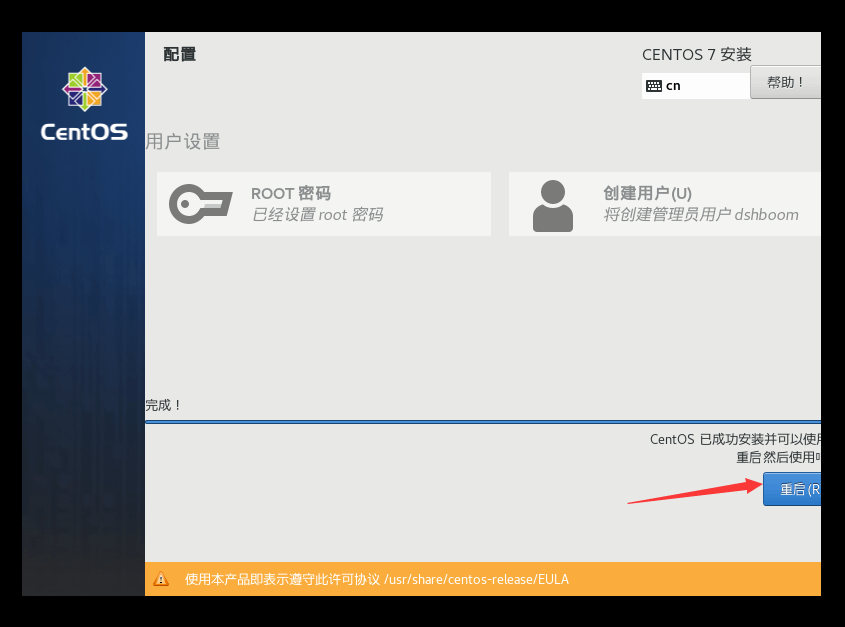 配置
CENTOS 7 安装
cn
帮助！
CentOS
用户设置
ROOT 密码
已经设置 root 密码
创建用户(U)
将创建管理员用户 dshboom
完成！
CentOS 已成功安装并可以使
重启然后使用
重启(R
使用本产品即表示遵守此许可协议 /usr/share/centos-release/EULA